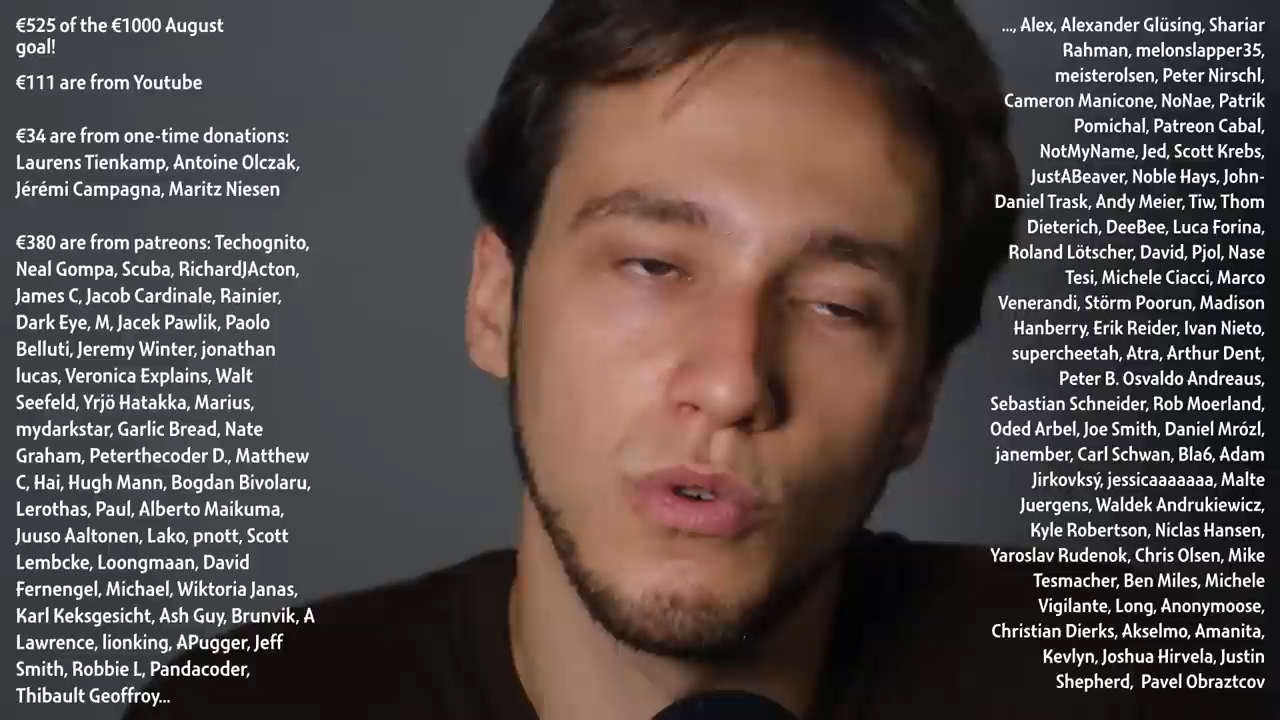 €525 of the €1000 August
goal!
€111 are from Youtube
€34 are from one-time donations:
Laurens Tienkamp, Antoine Olczak,
Jérémi Campagna, Maritz Niesen
€380 are from patreons: Techognito,
Neal Gompa, Scuba, RichardJActon,
James C, Jacob Cardinale, Rainier,
Dark Eye, M, Jacek Pawlik, Paolo
Belluti, Jeremy Winter, jonathan
lucas, Veronica Explains, Walt
Seefeld, Yrjö Hatakka, Marius,
mydarkstar, Garlic Bread, Nate
Graham, Peterthecoder D., Matthew
C, Hai, Hugh Mann, Bogdan Bivolaru,
Lerothas, Paul, Alberto Maikuma,
Juuso Aaltonen, Lako, pnott, Scott
Lembcke, Loongmaan, David
Fernengel, Michael, Wiktoria Janas,
Karl Keksgesicht, Ash Guy, Brunvik, A
Lawrence, lionking, APugger, Jeff
Smith, Robbie L, Pandacoder,
Thibault Geoffroy...
..., Alex, Alexander Glüsing, Shariar
Rahman, melonslapper35,
meisterolsen, Peter Nirschl,
Cameron Manicone, NoNae, Patrik
Pomichal, Patreon Cabal,
NotMyName, Jed, Scott Krebs,
JustABeaver, Noble Hays, John-
Daniel Trask, Andy Meier, Tiw, Thom
Dieterich, DeeBee, Luca Forina,
Roland Lötscher, David, Pjol, Nase
Tesi, Michele Ciacci, Marco
Venerandi, Störm Poorun, Madison
Hanberry, Erik Reider, Ivan Nieto,
supercheetah, Atra, Arthur Dent,
Peter B. Osvaldo Andreaus,
Sebastian Schneider, Rob Moerland,
Oded Arbel, Joe Smith, Daniel Mrózl,
janember, Carl Schwan, Bla6, Adam
Jirkovksý, jessicaaaaaaa, Malte
Juergens, Waldek Andrukiewicz,
Kyle Robertson, Niclas Hansen,
Yaroslav Rudenok, Chris Olsen, Mike
Tesmacher, Ben Miles, Michele
Vigilante, Long, Anonymoose,
Christian Dierks, Akselmo, Amanita,
Kevlyn, Joshua Hirvela, Justin
Shepherd, Pavel Obraztcov